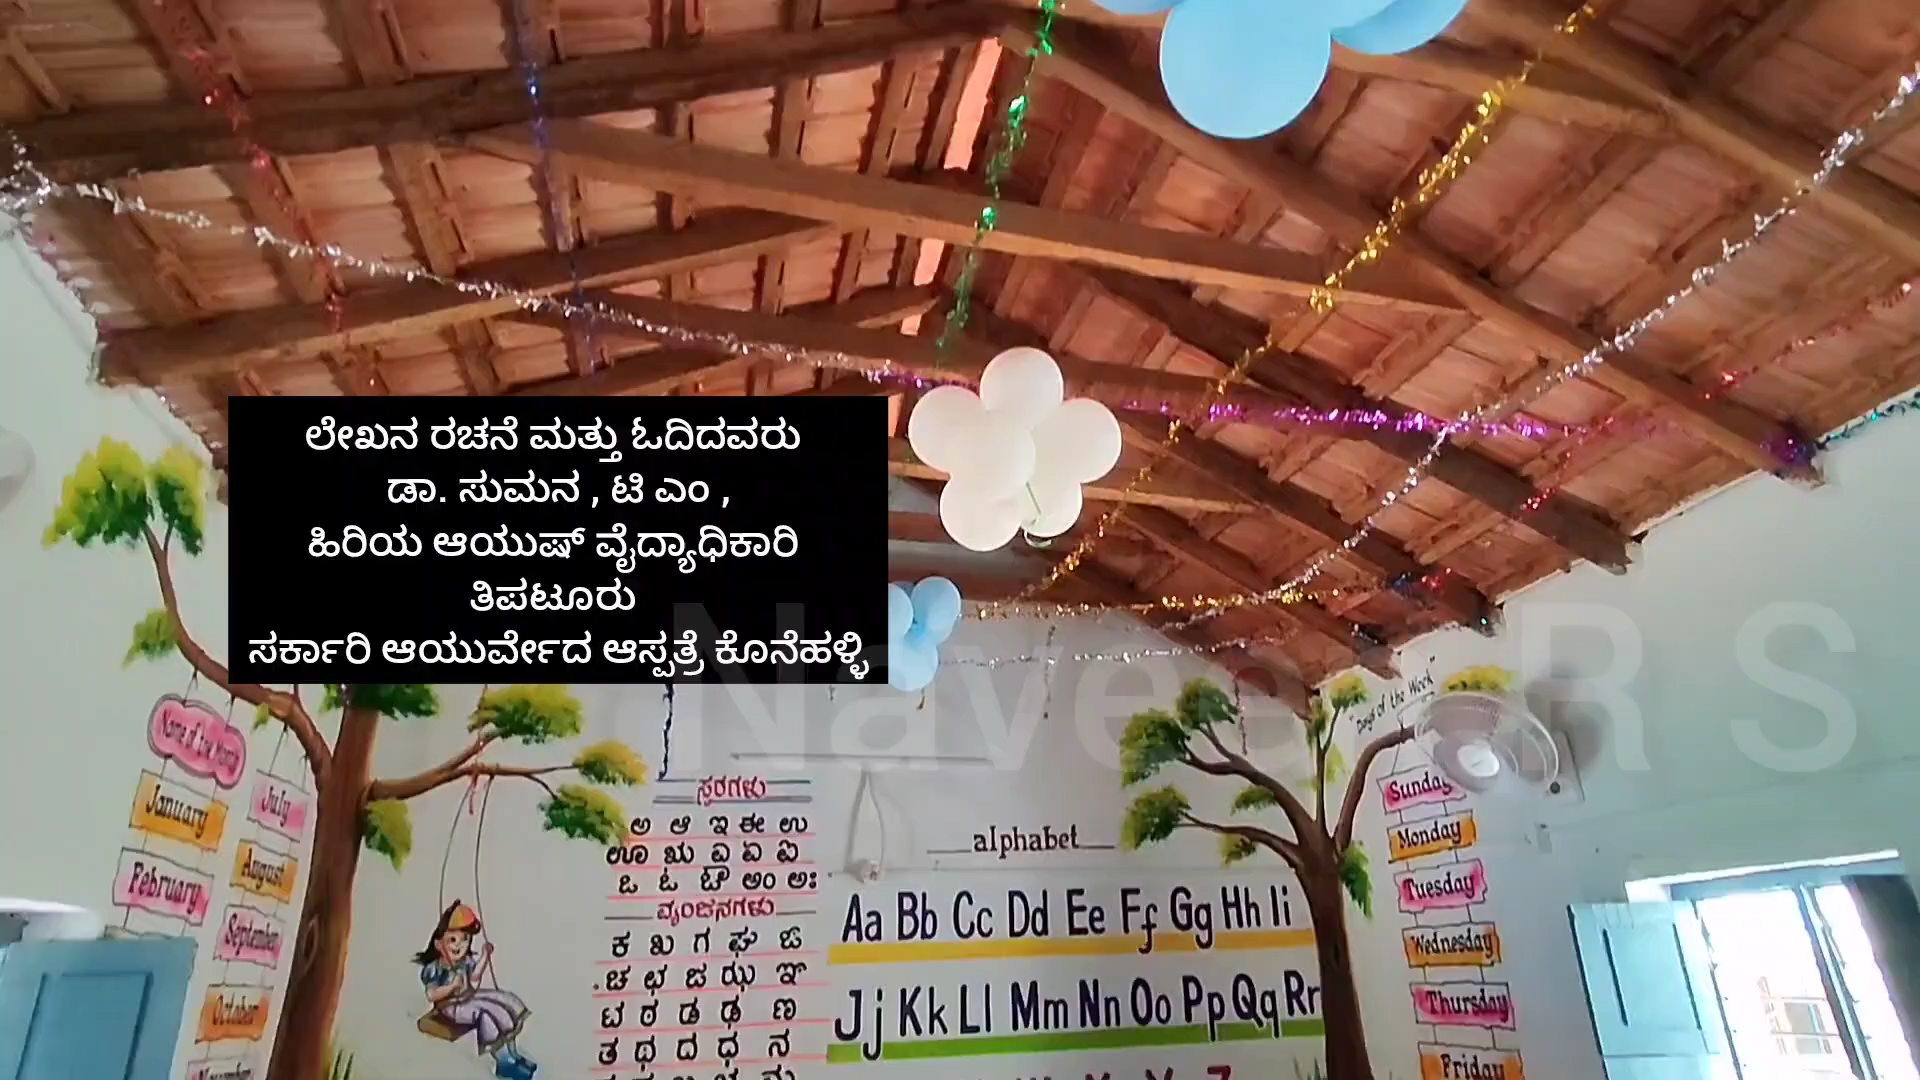 ಲೇಖನ ರಚನೆ ಮತ್ತು ಓದಿದವರು
ಡಾ. ಸುಮನ , ಟಿ ಎಂ ,
ಹಿರಿಯ ಆಯುಷ್ ವೈದ್ಯಾಧಿಕಾರಿ
ತಿಪಟೂರು
ಸರ್ಕಾರಿ ಆಯುರ್ವೇದ ಆಸ್ಪತ್ರೆ ಕೊನೆಹಳ್ಳಿ
Naveen R S
Name of the Month
January
February
July
August
September
October
November
ಸ್ವರಗಳು
ಅ ಆ ಇ ಈ ಉ
ಊ ಋ ಎ ಏ ಐ
ಒ ಓ ಔ ಅಂ ಅಃ
ವ್ಯಂಜನಗಳು
ಕ ಖ ಗ ಘ ಙ
ಚ ಛ ಜ ಝ ಞ
ಟ ಠ ಡ ಢ ಣ
ತ ಥ ದ ಧ ನ
alphabet
Aa Bb Cc Dd Ee Ff Gg Hh Ii
Jj Kk Ll Mm Nn Oo Pp Qq Rr
"Days of the Week"
Sunday
Monday
Tuesday
Wednesday
Thursday
Friday